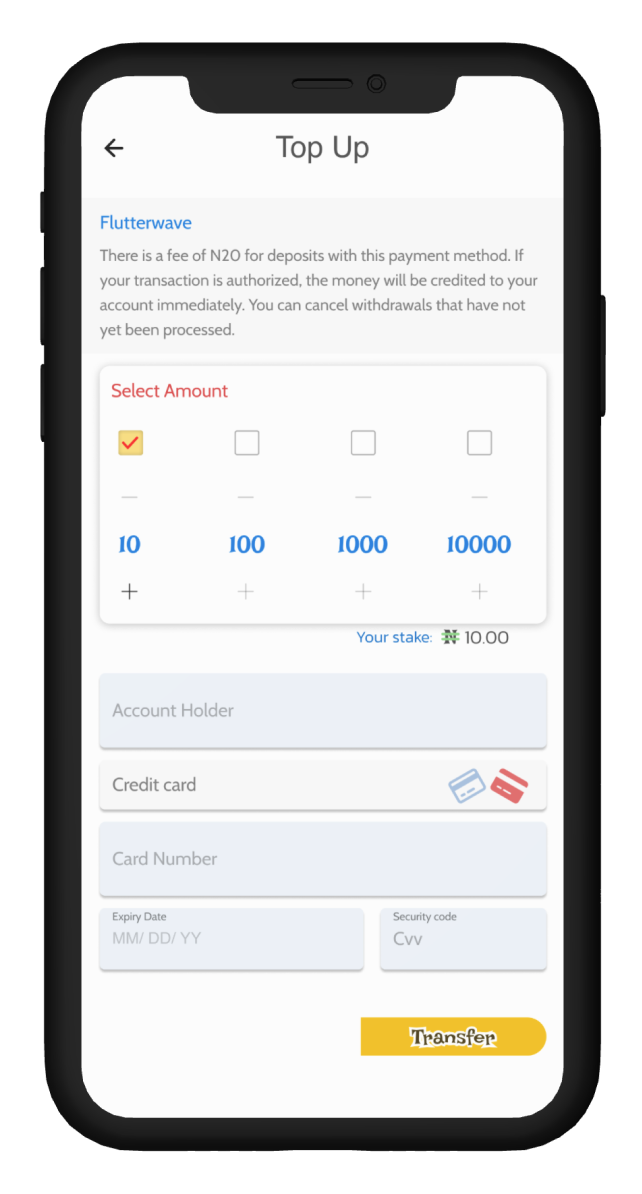 Top Up
Flutterwave
There is a fee of N20 for deposits with this payment method. If
your transaction is authorized, the money will be credited to your
account immediately. You can cancel withdrawals that have not
yet been processed.
Select Amount
10 100 1000 10000
Your stake: ₦ 10.00
Account Holder
Credit card
Card Number
Expiry Date Security code
MM/ DD/ YY Cvv
Transfer